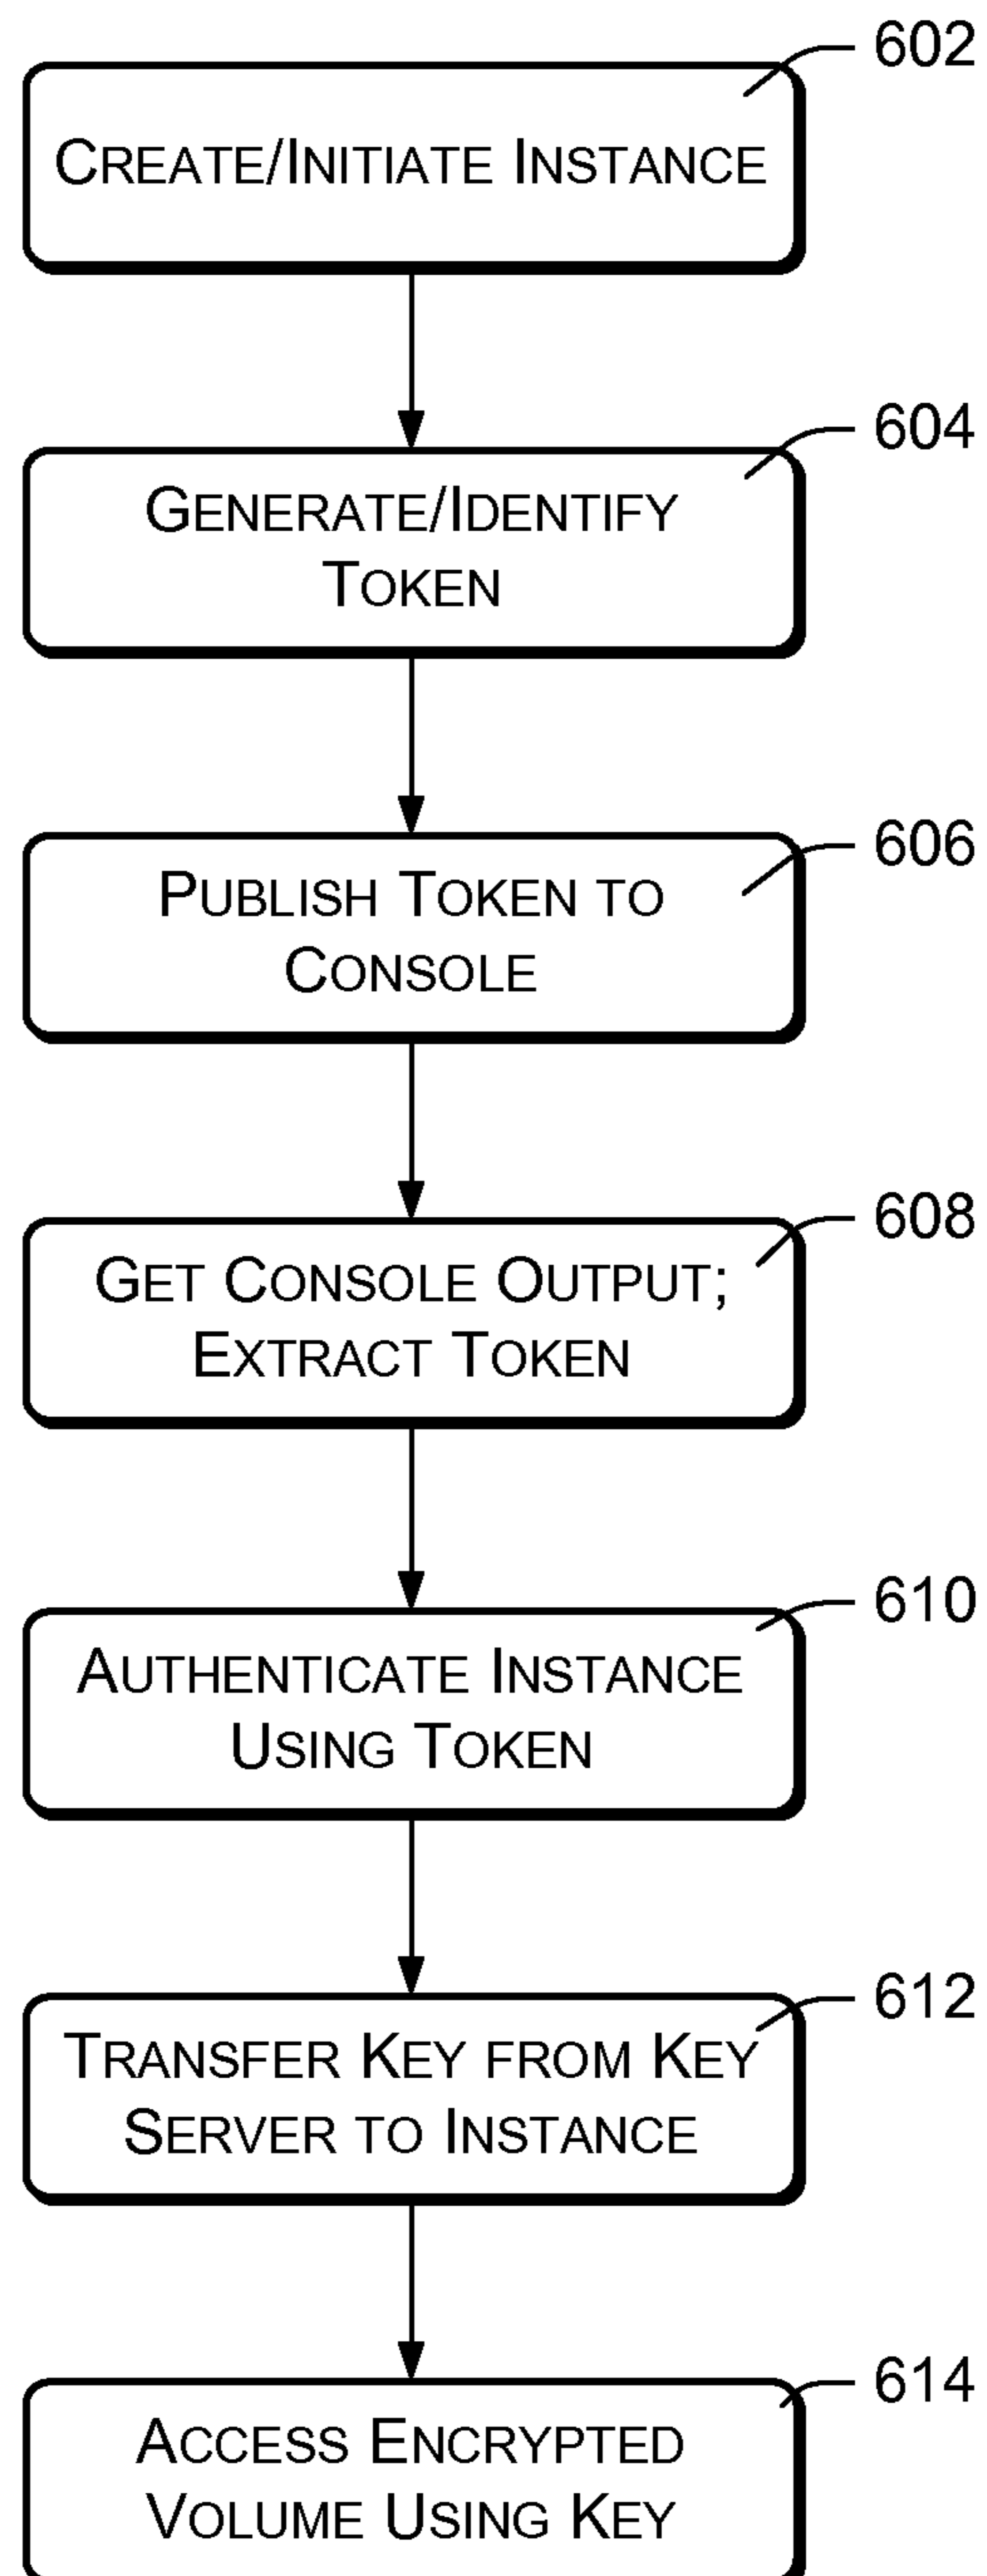 602
CREATE/INITIATE INSTANCE
604
GENERATE/IDENTIFY
TOKEN
606
PUBLISH TOKEN TO
CONSOLE
608
GET CONSOLE OUTPUT;
EXTRACT TOKEN
610
AUTHENTICATE INSTANCE
USING TOKEN
612
TRANSFER KEY FROM KEY
SERVER TO INSTANCE
614
ACCESS ENCRYPTED
VOLUME USING KEY